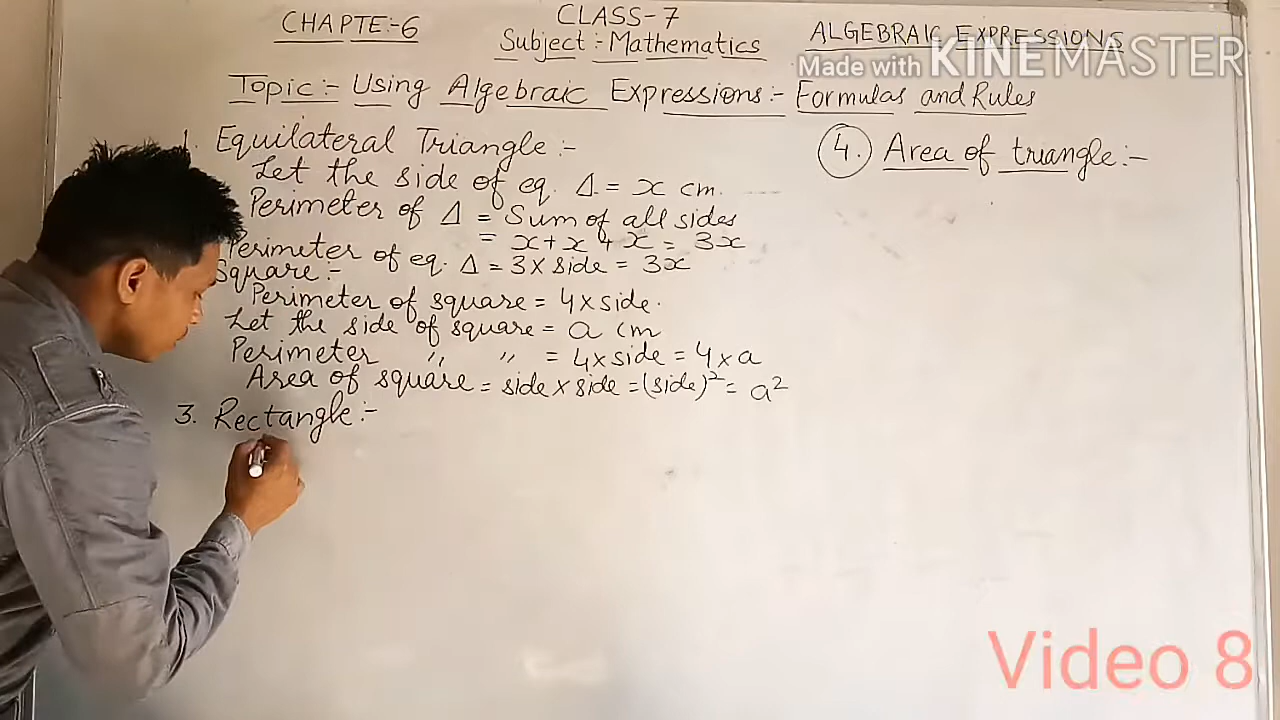 CHAPTE:-6
CLASS-7
Subject:-Mathematics
ALGEBRAIC EXPRESSIONS
Made with KINEMASTER
Topic:- Using Algebraic Expressions:- Formulas and Rules
1. Equilateral Triangle:-
Let the side of eq. Δ = x cm.
Perimeter of Δ = Sum of all sides
= x+x+x = 3x
Perimeter of eq. Δ = 3×side = 3x
Square:-
Perimeter of square = 4×side.
Let the side of square = a cm
Perimeter ,, ,, = 4×side = 4×a
Area of square = side×side =(side)²= a²
3. Rectangle:-
4. Area of triangle:-
Video 8